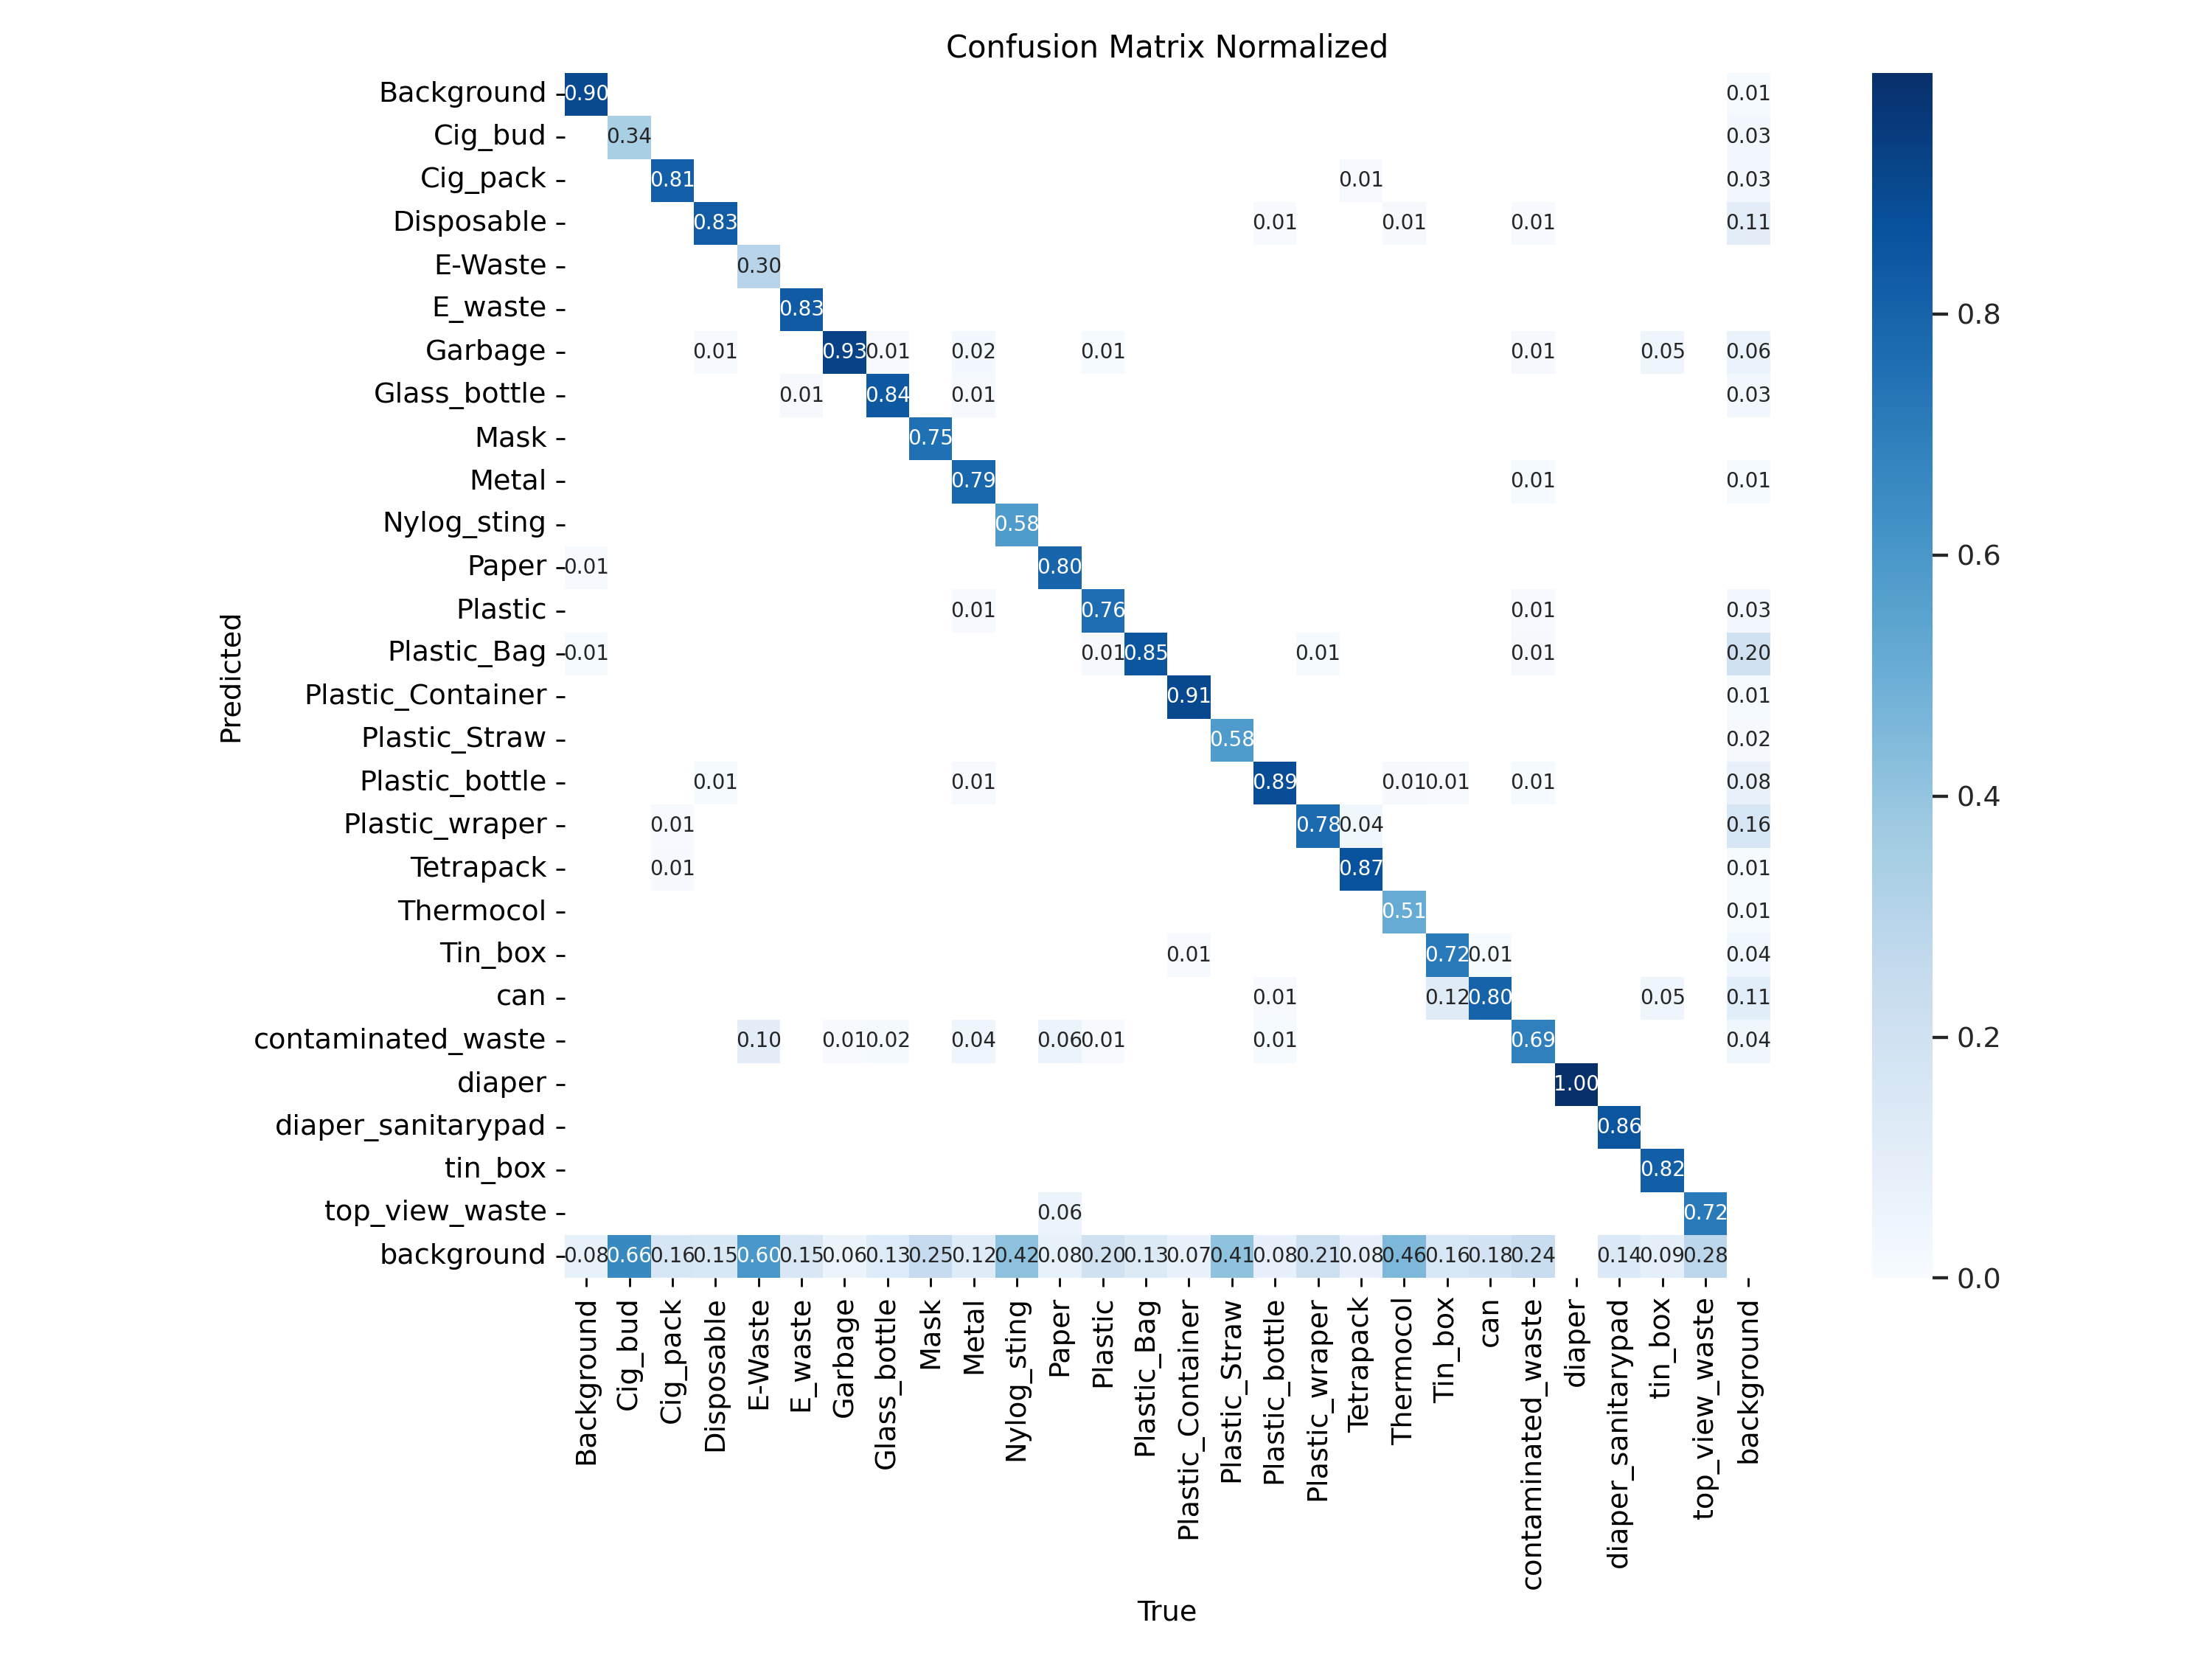 Confusion Matrix Normalized
Background 0.90 0.01
Cig_bud 0.34 0.03
Cig_pack 0.81 0.01 0.03
Disposable 0.83 0.01 0.01 0.01 0.11
E-Waste 0.30
E_waste 0.83
Garbage 0.01 0.93 0.01 0.02 0.01 0.01 0.05 0.06
Glass_bottle 0.01 0.84 0.01 0.03
Mask 0.75
Metal 0.79 0.01 0.01
Nylog_sting 0.58
Paper 0.01 0.80
Plastic 0.01 0.76 0.01 0.03
Plastic_Bag 0.01 0.01 0.85 0.01 0.01 0.20
Plastic_Container 0.91 0.01
Plastic_Straw 0.58 0.02
Plastic_bottle 0.01 0.01 0.89 0.01 0.01 0.01 0.08
Plastic_wraper 0.01 0.78 0.04 0.16
Tetrapack 0.01 0.87 0.01
Thermocol 0.51 0.01
Tin_box 0.01 0.72 0.01 0.04
can 0.01 0.12 0.80 0.05 0.11
contaminated_waste 0.10 0.01 0.02 0.04 0.06 0.01 0.01 0.69 0.04
diaper 1.00
diaper_sanitarypad 0.86
tin_box 0.82
top_view_waste 0.06 0.72
background 0.08 0.66 0.16 0.15 0.60 0.15 0.06 0.13 0.25 0.12 0.42 0.08 0.20 0.13 0.07 0.41 0.08 0.21 0.08 0.46 0.16 0.18 0.24 0.14 0.09 0.28
Predicted
Background
Cig_bud
Cig_pack
Disposable
E-Waste
E_waste
Garbage
Glass_bottle
Mask
Metal
Nylog_sting
Paper
Plastic
Plastic_Bag
Plastic_Container
Plastic_Straw
Plastic_bottle
Plastic_wraper
Tetrapack
Thermocol
Tin_box
can
contaminated_waste
diaper
diaper_sanitarypad
tin_box
top_view_waste
background
True
0.8
0.6
0.4
0.2
0.0